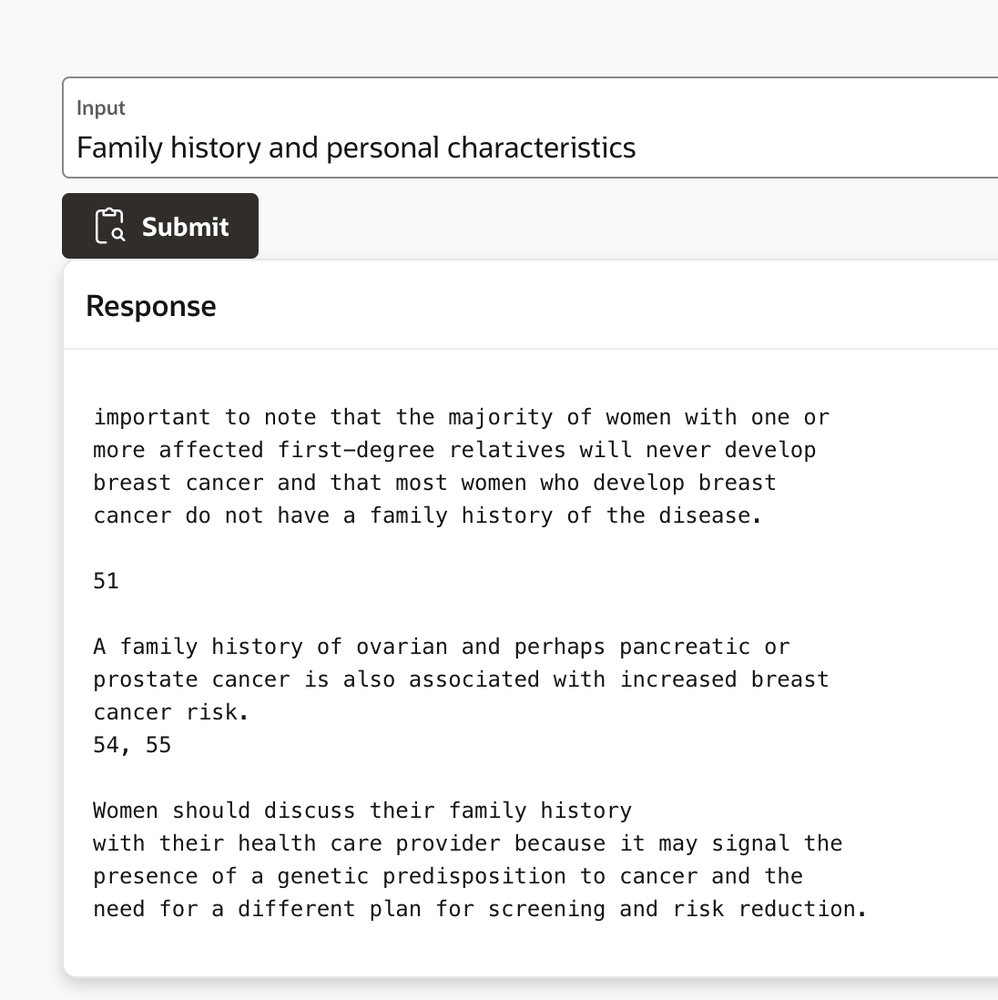 Input
Family history and personal characteristics
Submit
Response
important to note that the majority of women with one or
more affected first-degree relatives will never develop
breast cancer and that most women who develop breast
cancer do not have a family history of the disease.
51
A family history of ovarian and perhaps pancreatic or
prostate cancer is also associated with increased breast
cancer risk.
54, 55
Women should discuss their family history
with their health care provider because it may signal the
presence of a genetic predisposition to cancer and the
need for a different plan for screening and risk reduction.